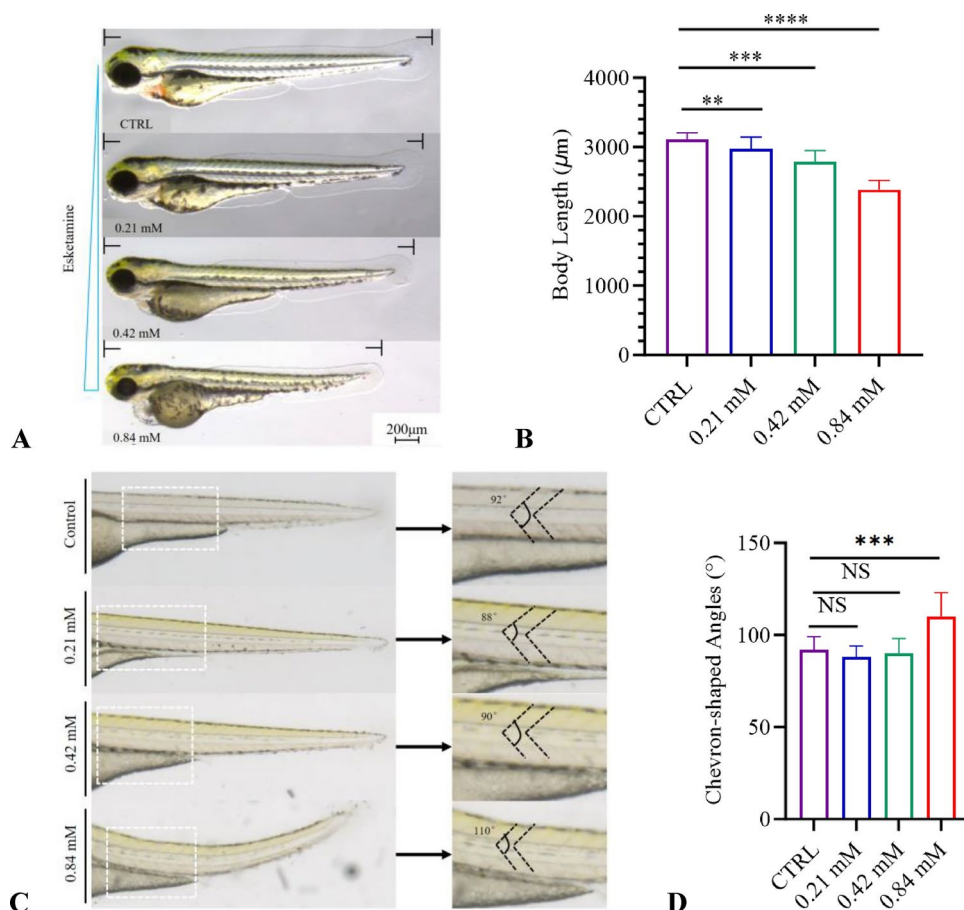 Esketamine
CTRL
0.21 mM
0.42 mM
0.84 mM
200μm
A
****
***
**
Body Length (μm)
4000
3000
2000
1000
0
CTRL
0.21 mM
0.42 mM
0.84 mM
B
Control
0.21 mM
0.42 mM
0.84 mM
92°
88°
90°
110°
C
***
NS
NS
Chevron-shaped Angles (°)
150
100
50
0
CTRL
0.21 mM
0.42 mM
0.84 mM
D